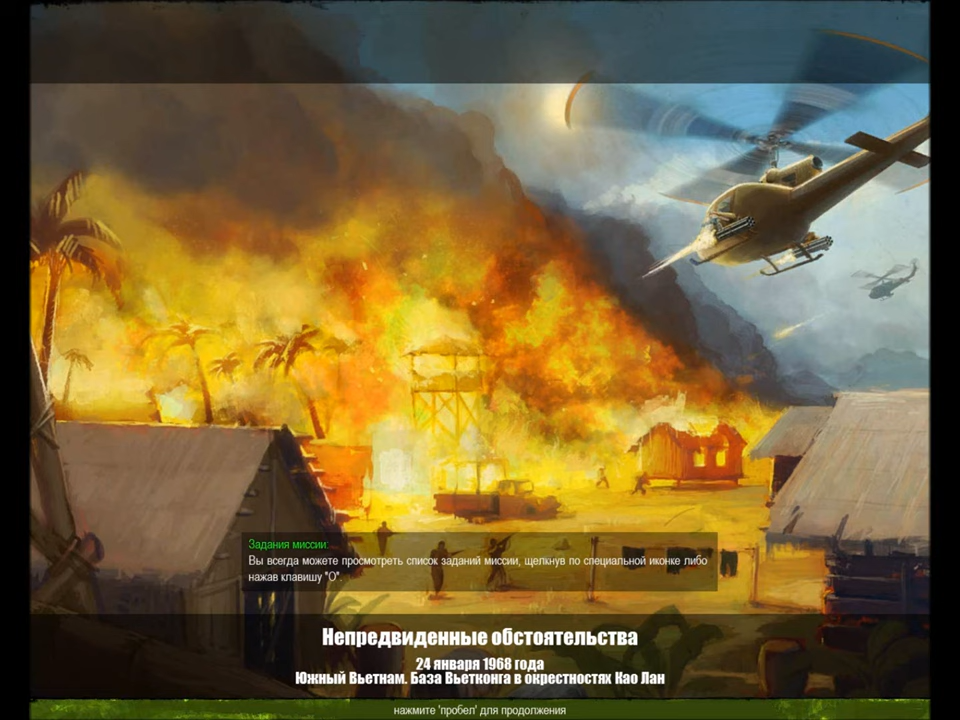 Задания миссии:
Вы всегда можете просмотреть список заданий миссии, щелкнув по специальной иконке либо
нажав клавишу "О".
Непредвиденные обстоятельства
24 января 1968 года
Южный Вьетнам. База Вьетконга в окрестностях Као Лан
нажмите 'пробел' для продолжения